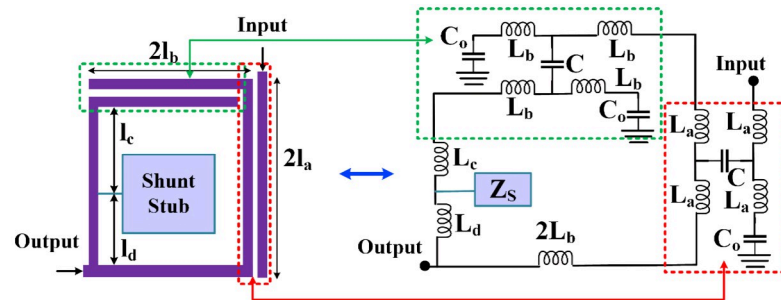 2l_b
Input
l_c
2l_a
Shunt
Stub
Output
l_d
C_o
L_b
L_b
C
L_b
L_b
C_o
Input
L_a
L_a
C
L_a
L_a
C_o
L_c
Z_S
L_d
Output
2L_b